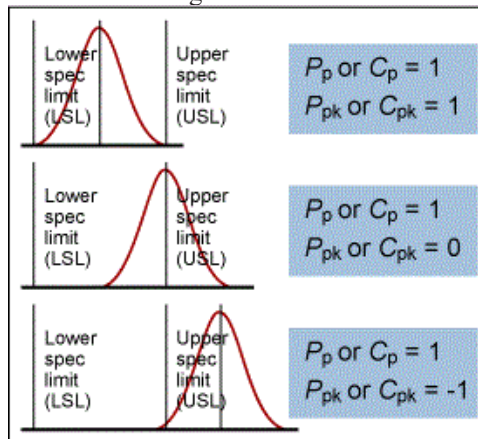 Lower
spec
limit
(LSL)
Upper
spec
limit
(USL)
Pp or Cp = 1
Ppk or Cpk = 1
Lower
spec
limit
(LSL)
Upper
spec
limit
(USL)
Pp or Cp = 1
Ppk or Cpk = 0
Lower
spec
limit
(LSL)
Upper
spec
limit
(USL)
Pp or Cp = 1
Ppk or Cpk = -1